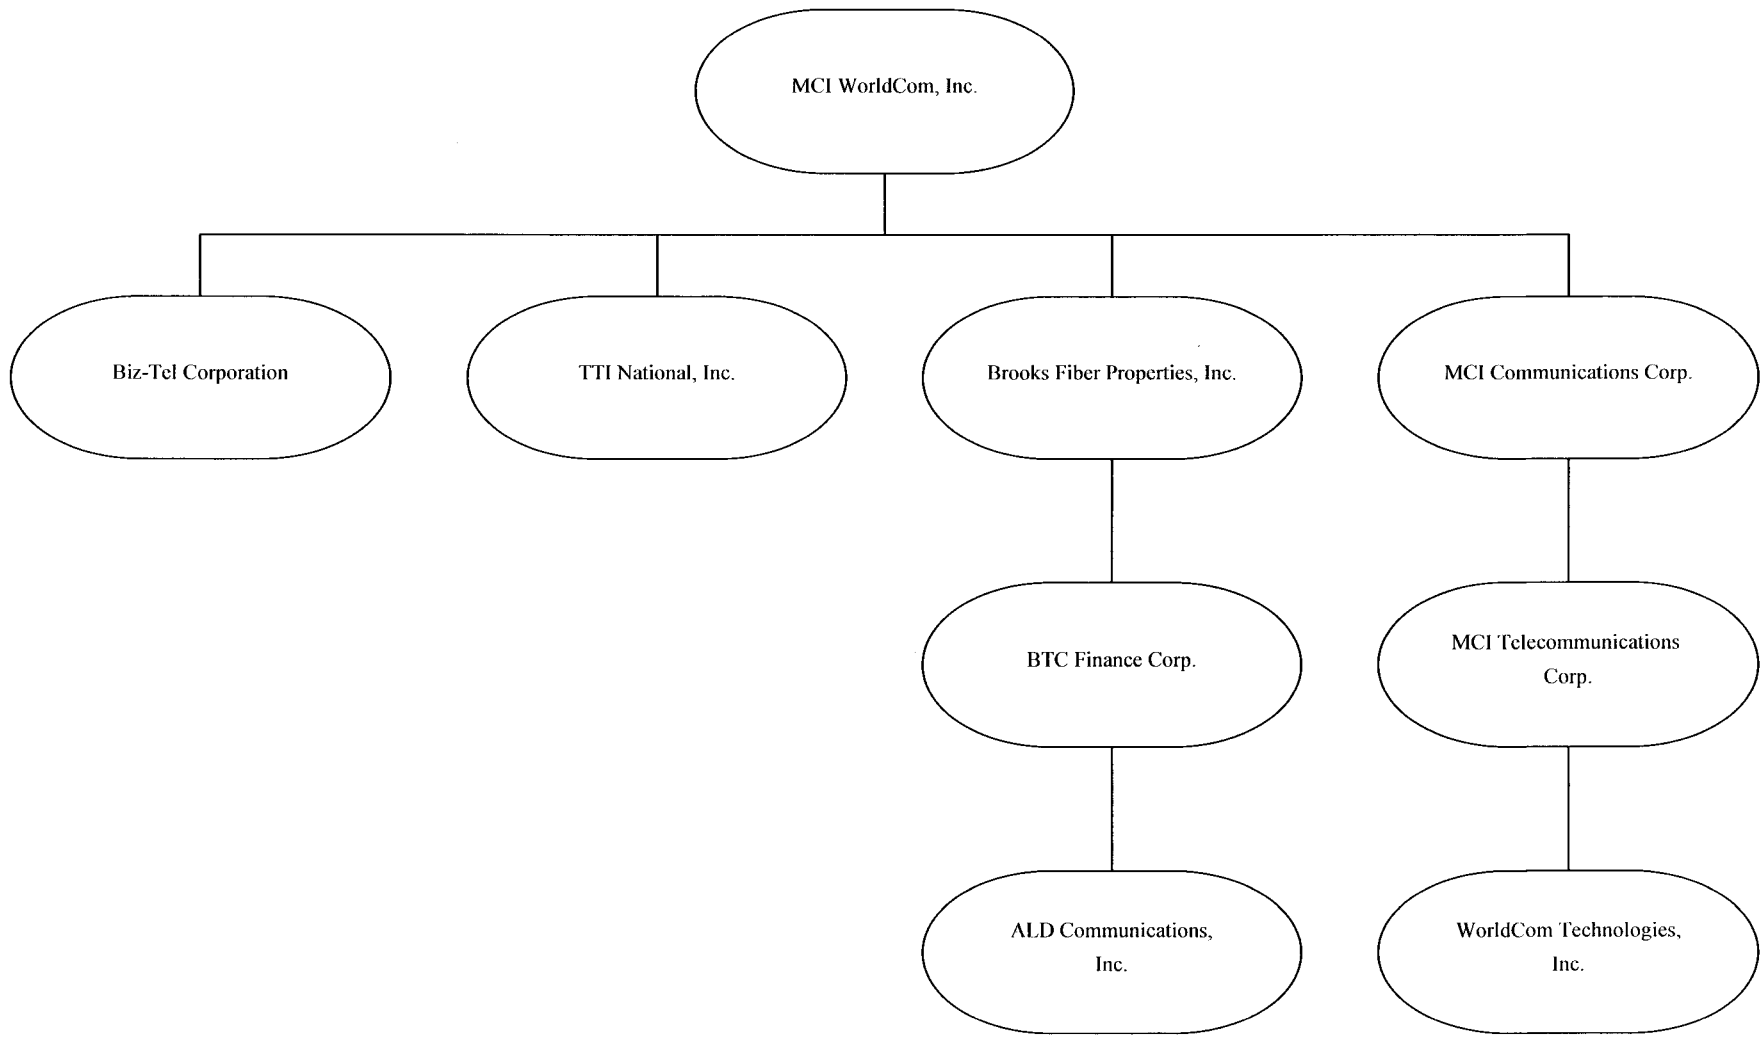 MCI WorldCom, Inc.
Biz-Tel Corporation
TTI National, Inc.
Brooks Fiber Properties, Inc.
MCI Communications Corp.
BTC Finance Corp.
MCI Telecommunications
Corp.
ALD Communications,
Inc.
WorldCom Technologies,
Inc.